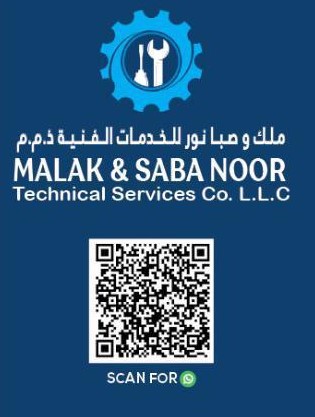 ملك و صبا نور للخدمات الفنية ذ.م.م
MALAK & SABA NOOR
Technical Services Co. L.L.C
SCAN FOR